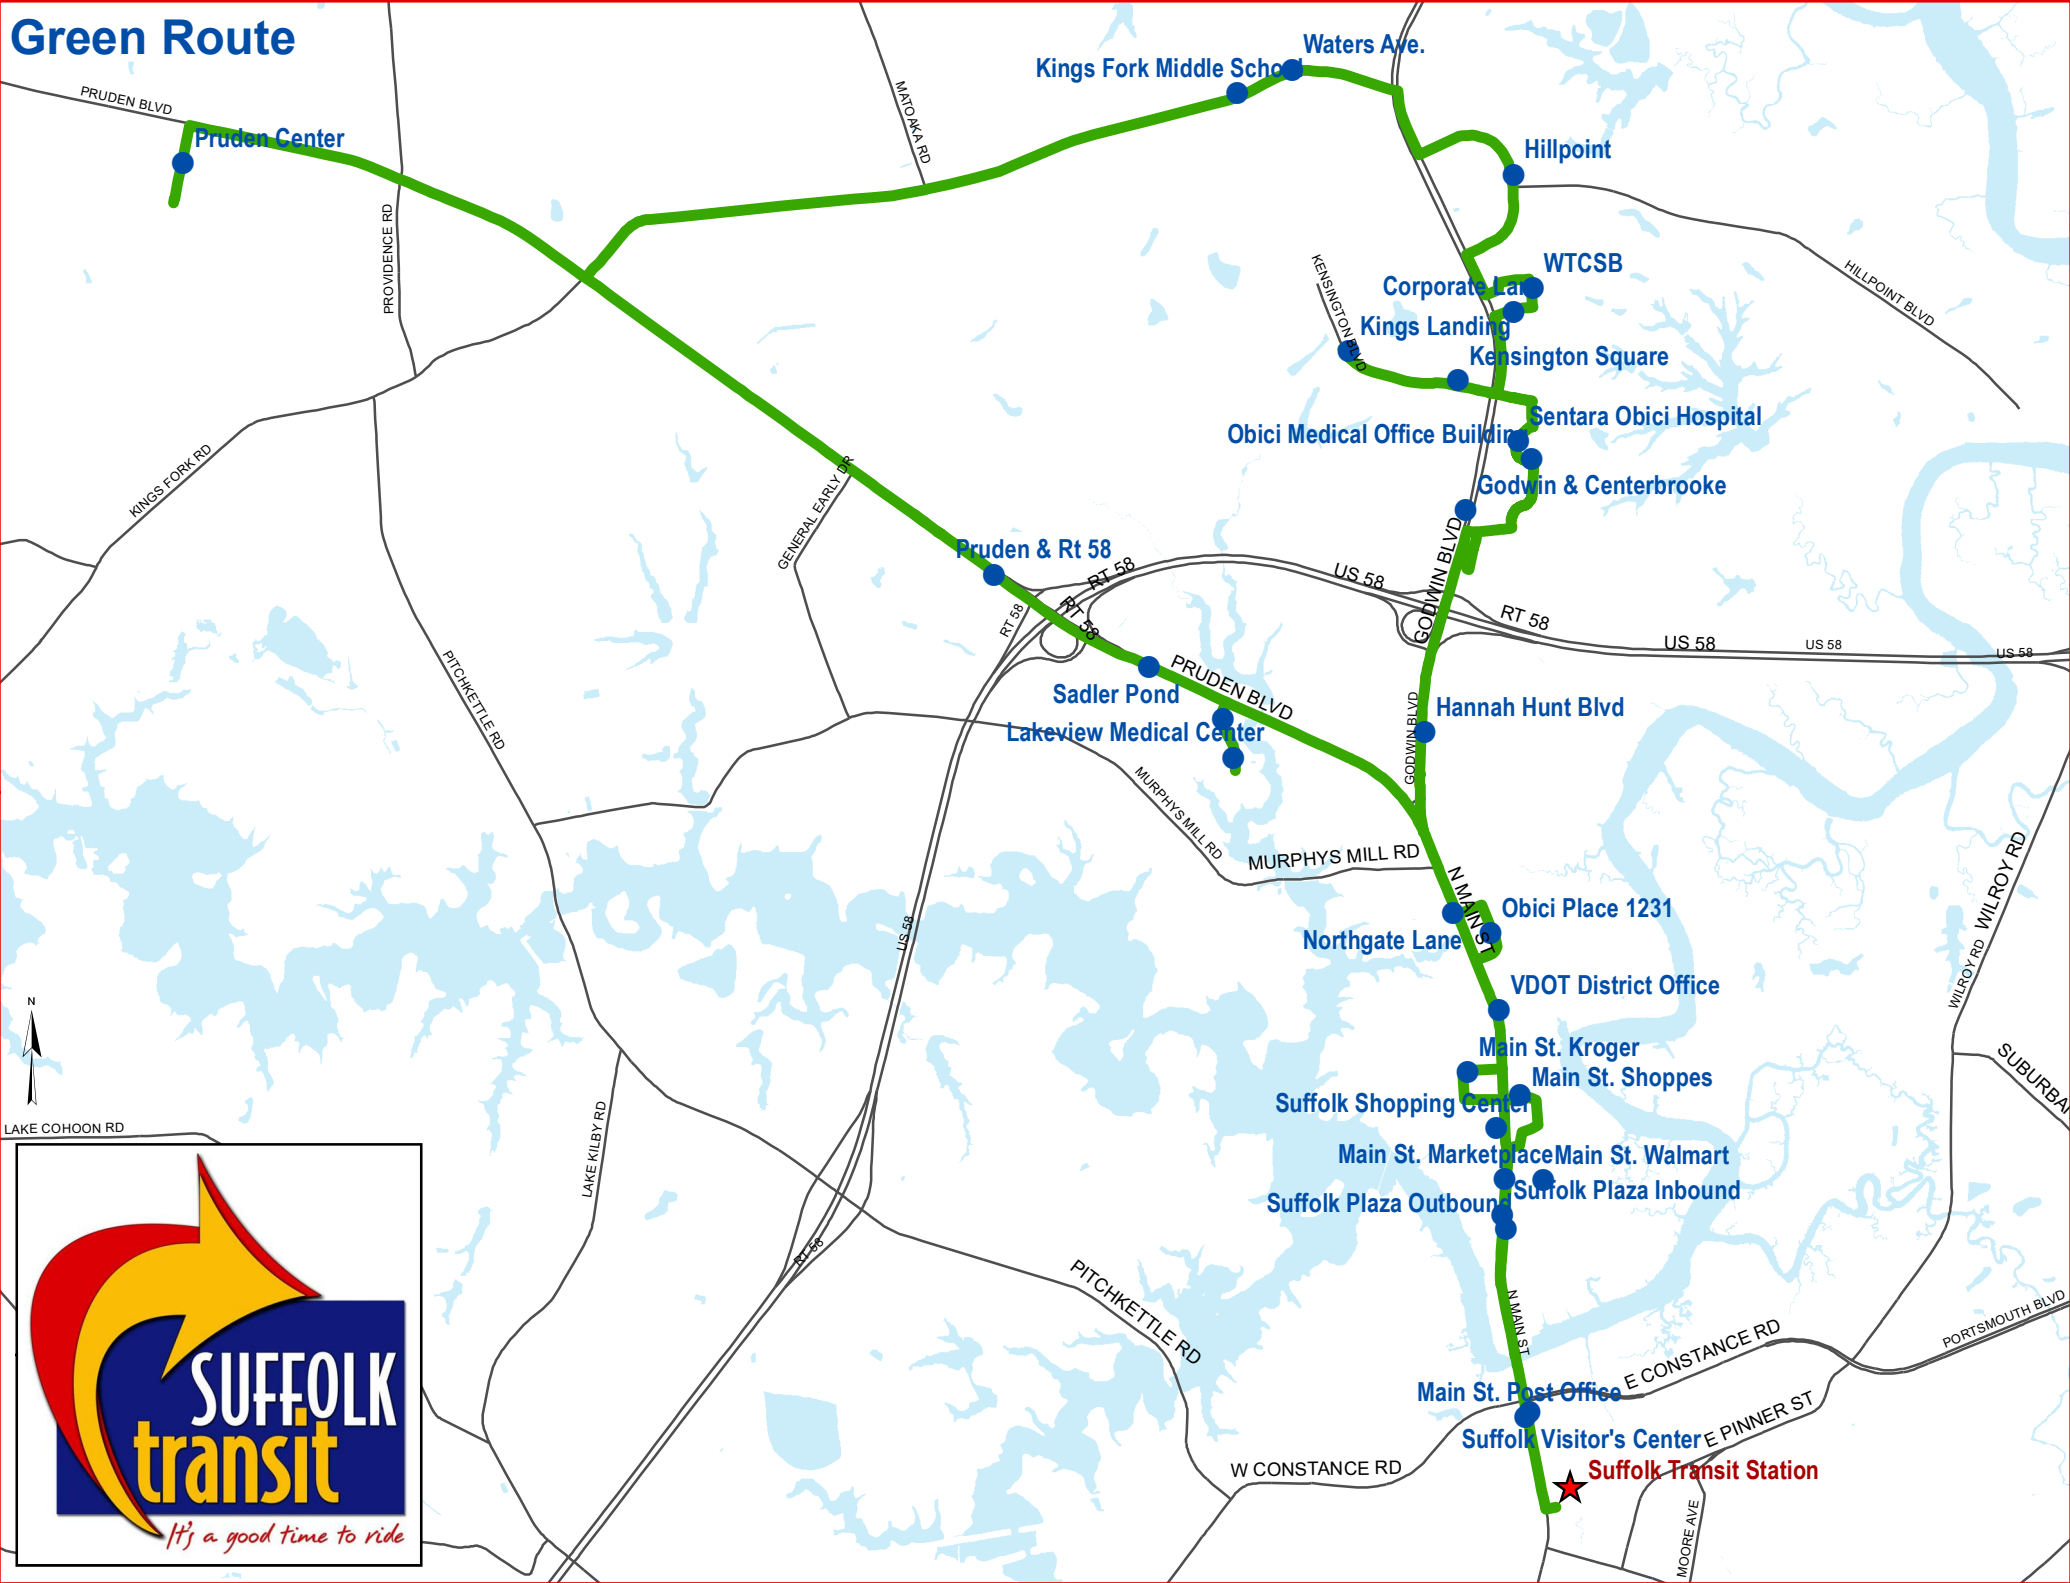 Green Route
Waters Ave.
Kings Fork Middle School
PRUDEN BLVD
MATOAKA RD
Pruden Center
Hillpoint
PROVIDENCE RD
WTCSB
HILLPOINT BLVD
KENSINGTON BLVD
Corporate Lane
Kings Landing
Kensington Square
Sentara Obici Hospital
Obici Medical Office Building
KINGS FORK RD
GENERAL EARLY DR
Godwin & Centerbrooke
Pruden & Rt 58
RT 58
US 58
GODWIN BLVD
RT 58
RT 58
RT 58
US 58
US 58
US 58
PITCHKETTLE RD
PRUDEN BLVD
Sadler Pond
GODWIN BLVD
Hannah Hunt Blvd
Lakeview Medical Center
MURPHYS MILL RD
MURPHYS MILL RD
WILROY RD
N MAIN ST
Obici Place 1231
US 58
Northgate Lane
WILROY RD
VDOT District Office
N
Main St. Kroger
SUBURBA
Main St. Shoppes
Suffolk Shopping Center
LAKE COHOON RD
LAKE KILBY RD
Main St. Marketplace
Main St. Walmart
Suffolk Plaza Inbound
Suffolk Plaza Outbound
RT 58
PITCHKETTLE RD
N MAIN ST
PORTSMOUTH BLVD
E CONSTANCE RD
Main St. Post Office
E PINNER ST
Suffolk Visitor's Center
W CONSTANCE RD
Suffolk Transit Station
MOORE AVE
SUFFOLK
transit
It's a good time to ride